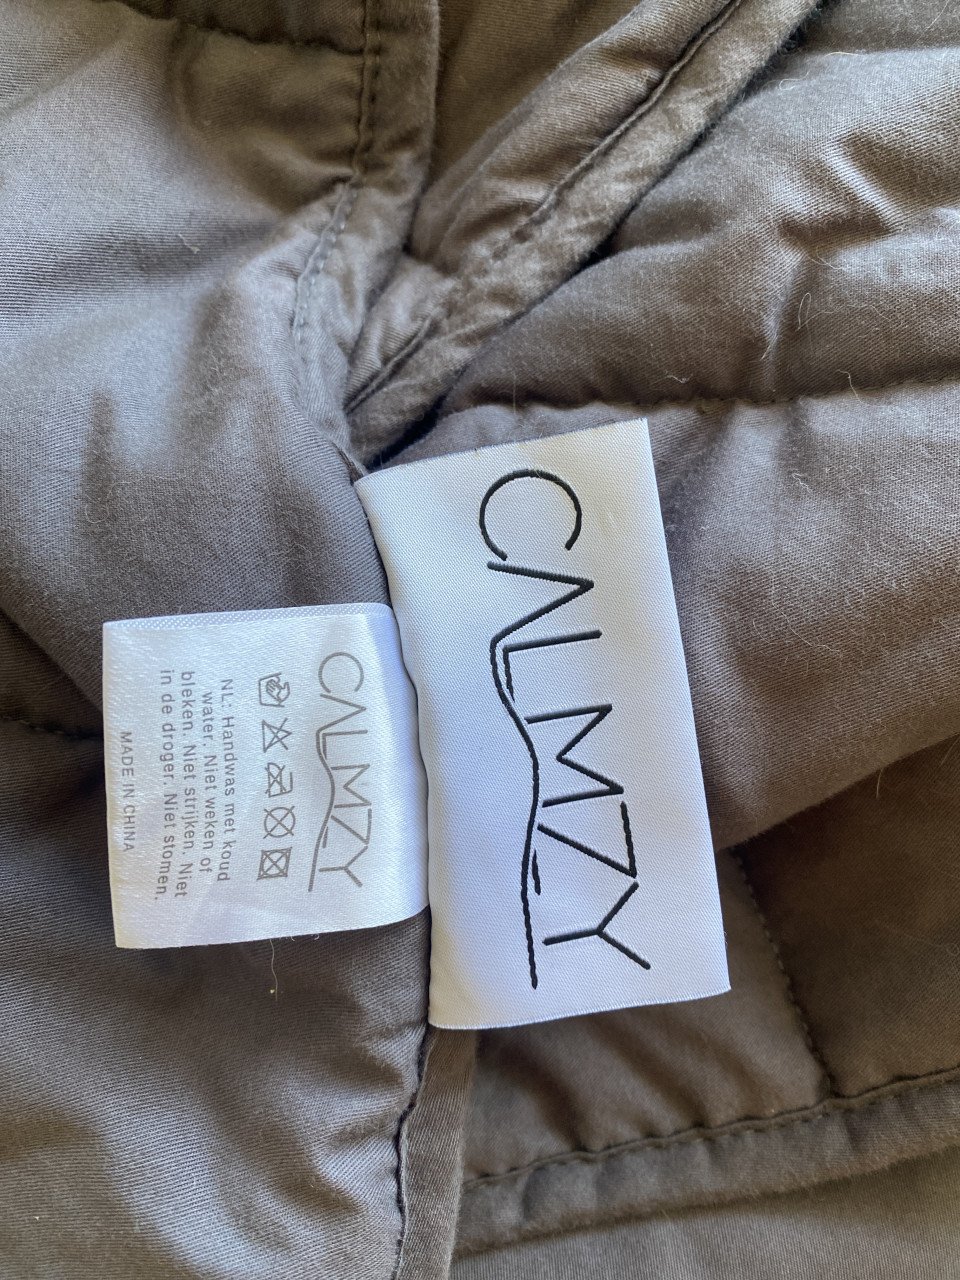 CALMZY
CALMZY
NL: Handwas met koud
water. Niet weken of
bleken. Niet strijken. Niet
in de droger. Niet stomen.
MADE IN CHINA